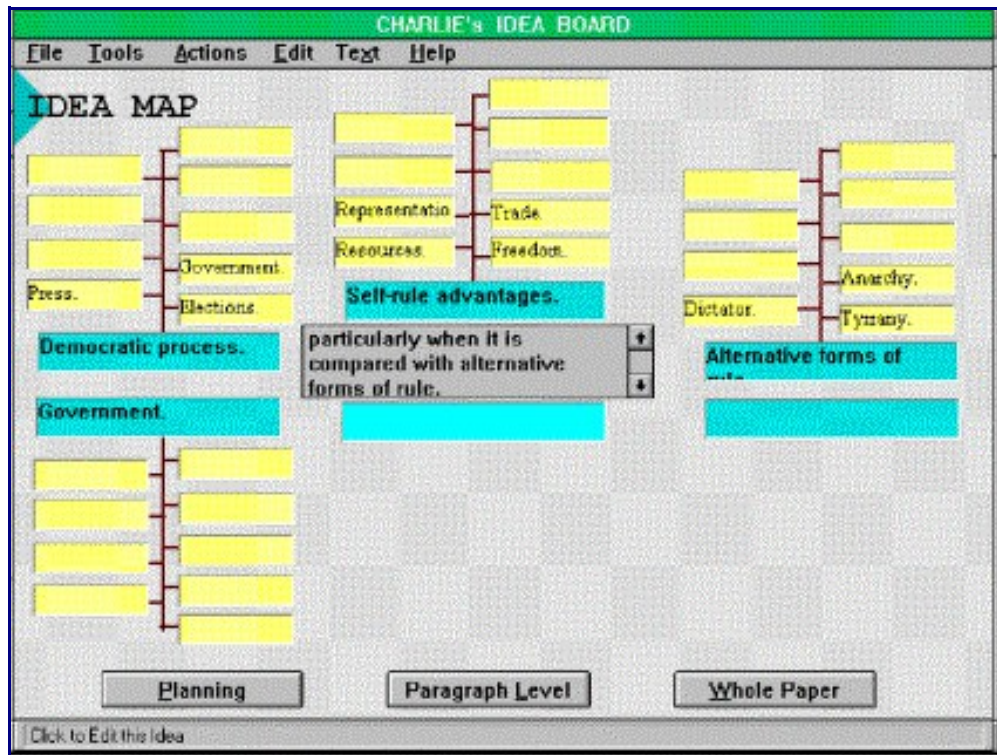 CHARLIE's IDEA BOARD
File Tools Actions Edit Text Help
IDEA MAP
Government.
Press.
Elections.
Democratic process.
Representatio
Trade.
Resources.
Freedom.
Self-rule advantages.
particularly when it is
compared with alternative
forms of rule.
Anarchy.
Dictator.
Tyrrany.
Alternative forms of
Government.
Planning
Paragraph Level
Whole Paper
Click to Edit this Idea